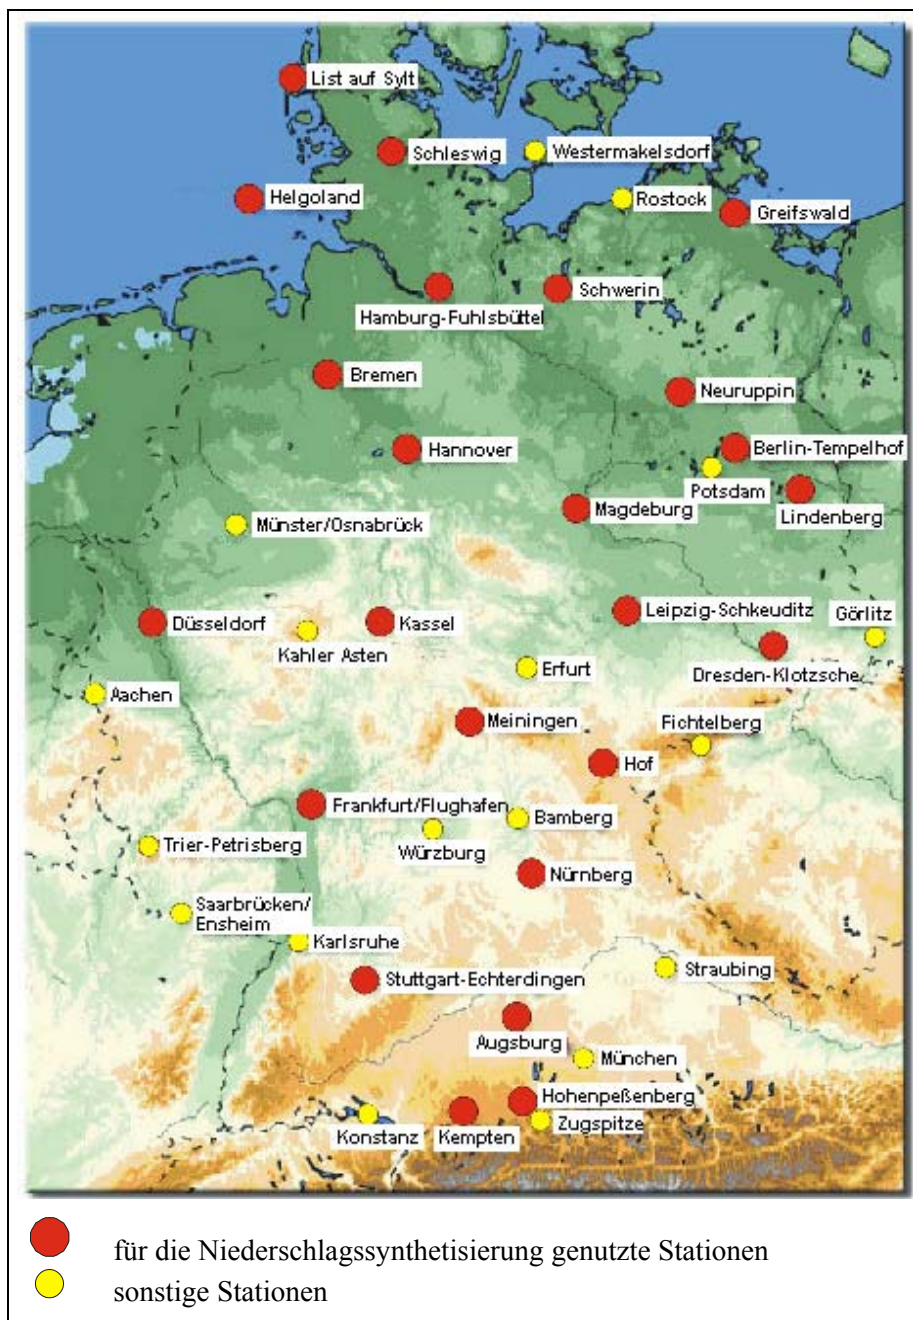 List auf Sylt
Schleswig
Westermakelsdorf
Helgoland
Rostock
Greifswald
Schwerin
Hamburg-Fuhlsbüttel
Bremen
Neuruppin
Hannover
Berlin-Tempelhof
Potsdam
Magdeburg
Lindenberg
Münster/Osnabrück
Leipzig-Schkeuditz
Görlitz
Düsseldorf
Kassel
Kahler Asten
Erfurt
Dresden-Klotzsche
Aachen
Meiningen
Fichtelberg
Hof
Frankfurt/Flughafen
Bamberg
Trier-Petrisberg
Würzburg
Nürnberg
Saarbrücken/
Ensheim
Karlsruhe
Straubing
Stuttgart-Echterdingen
Augsburg
München
Hohenpeßenberg
Zugspitze
Konstanz
Kempten
für die Niederschlagssynthetisierung genutzte Stationen
sonstige Stationen